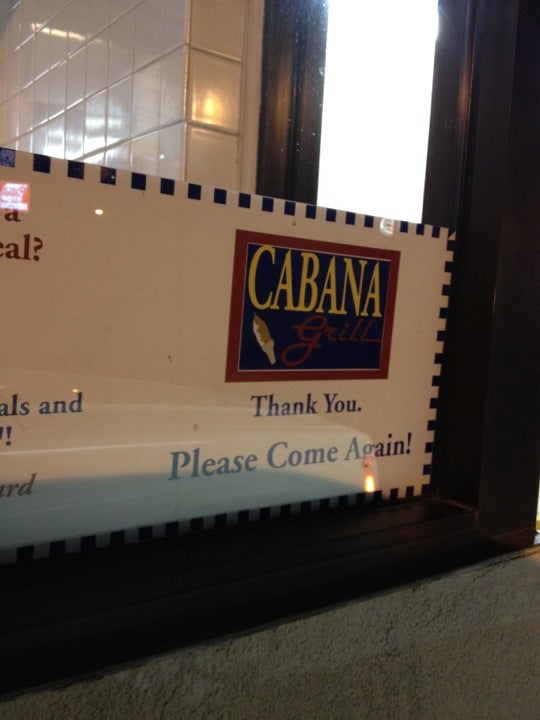 a
eal?
CABANA
Grill
als and
!
Thank You.
Please Come Again!
ard